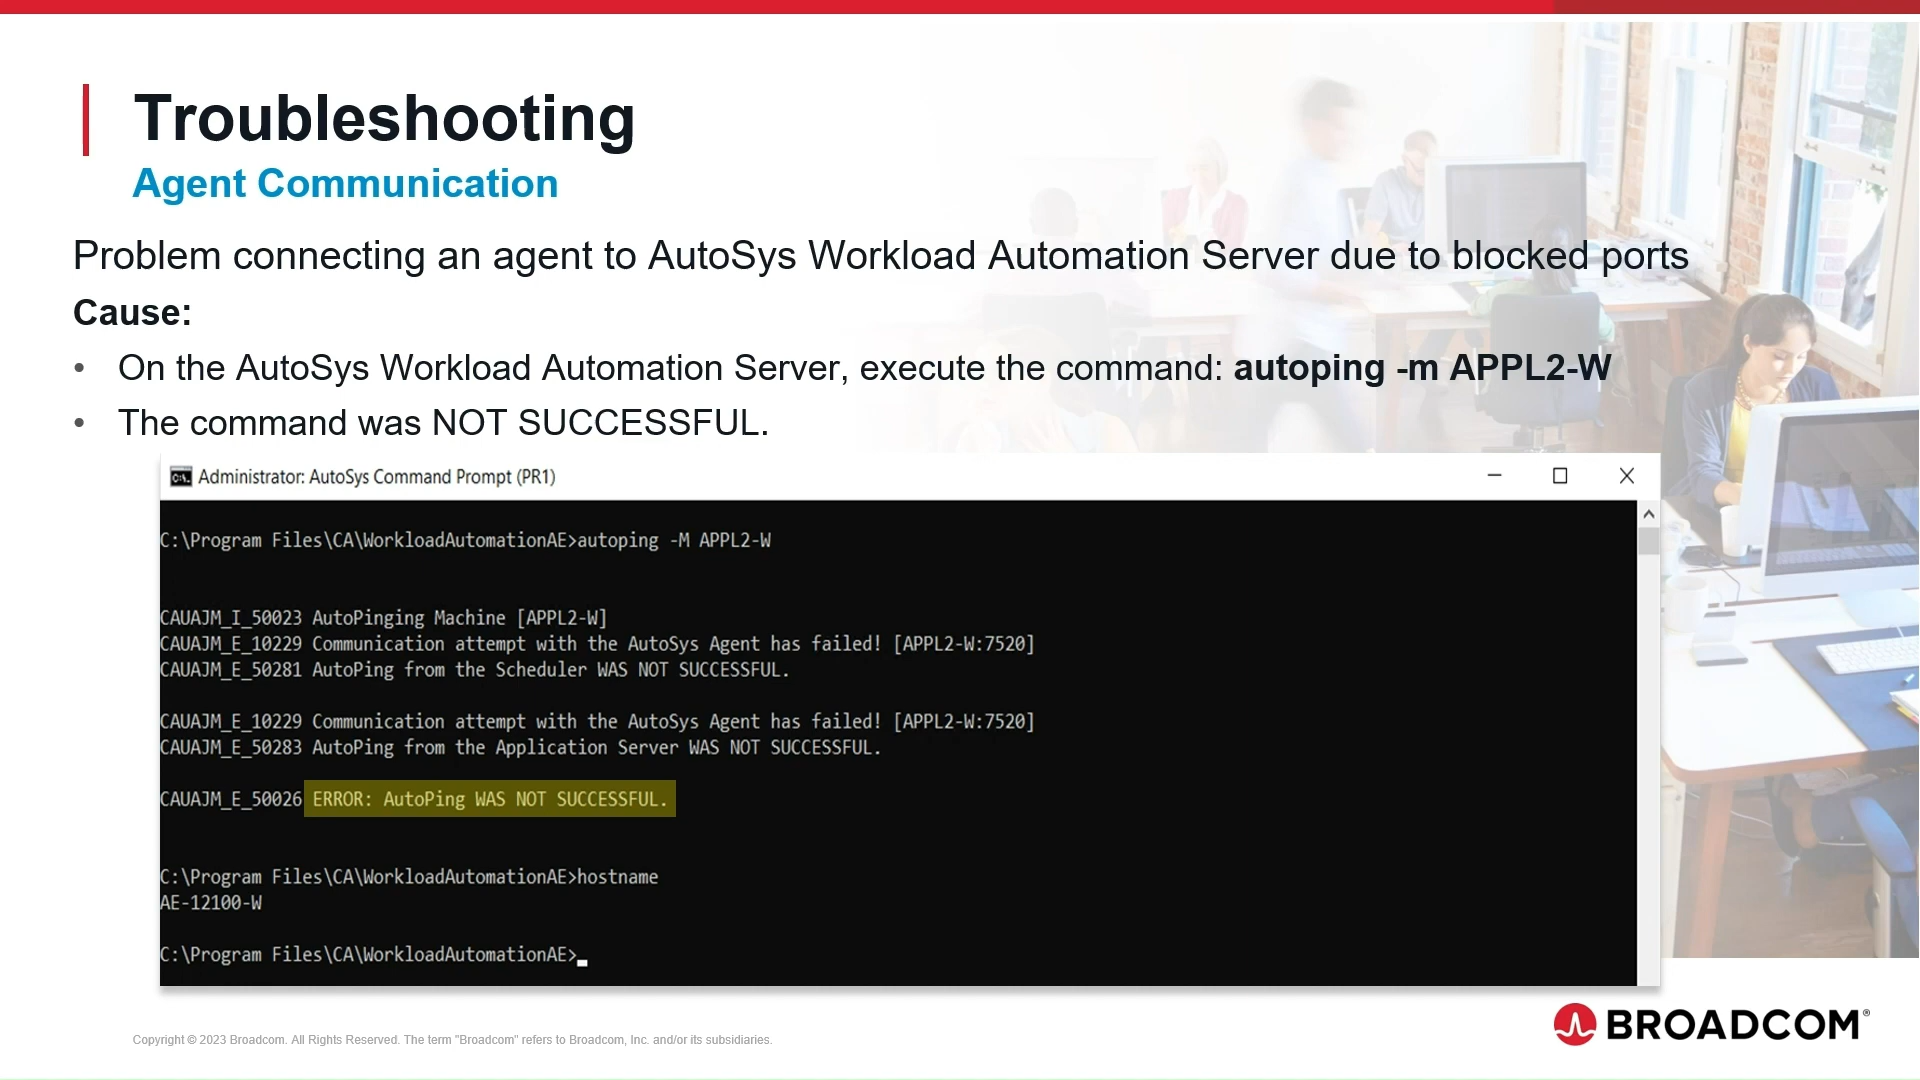 Troubleshooting
Agent Communication
Problem connecting an agent to AutoSys Workload Automation Server due to blocked ports
Cause:
• On the AutoSys Workload Automation Server, execute the command: autoping -m APPL2-W
• The command was NOT SUCCESSFUL.
Administrator: AutoSys Command Prompt (PR1)
C:\Program Files\CA\WorkloadAutomationAE>autoping -M APPL2-W
CAUAJM_I_50023 AutoPinging Machine [APPL2-W]
CAUAJM_E_10229 Communication attempt with the AutoSys Agent has failed! [APPL2-W:7520]
CAUAJM_E_50281 AutoPing from the Scheduler WAS NOT SUCCESSFUL.
CAUAJM_E_10229 Communication attempt with the AutoSys Agent has failed! [APPL2-W:7520]
CAUAJM_E_50283 AutoPing from the Application Server WAS NOT SUCCESSFUL.
CAUAJM_E_50026 ERROR: AutoPing WAS NOT SUCCESSFUL.
C:\Program Files\CA\WorkloadAutomationAE>hostname
AE-12100-W
C:\Program Files\CA\WorkloadAutomationAE>
Copyright © 2023 Broadcom. All Rights Reserved. The term "Broadcom" refers to Broadcom, Inc. and/or its subsidiaries.
BROADCOM®